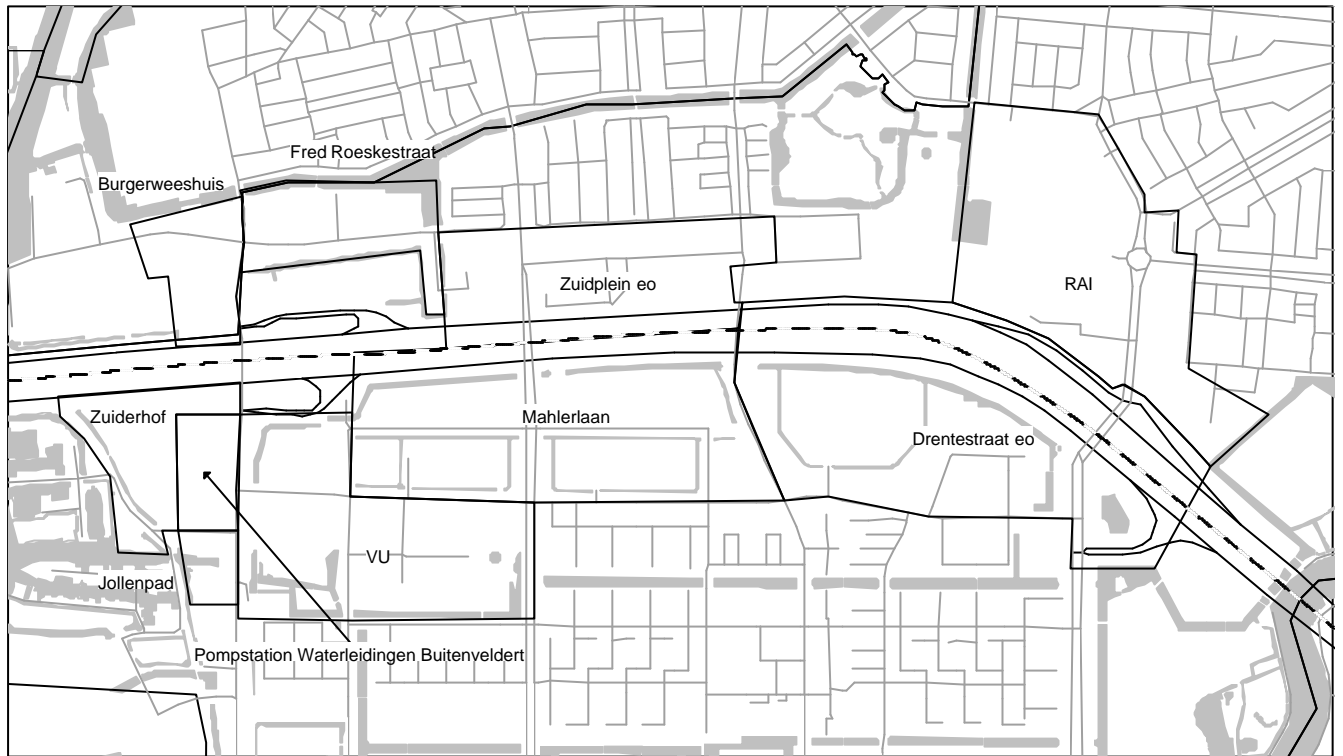 Fred Roeskestraat
Burgerweeshuis
Zuidplein eo
RAI
Zuiderhof
Mahlerlaan
Drentestraat eo
VU
Jollenpad
Pompstation Waterleidingen Buitenveldert